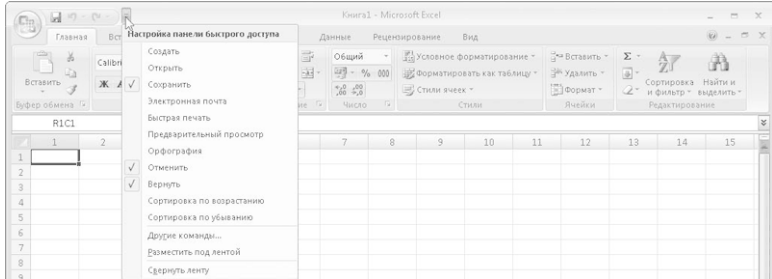 Книга1 - Microsoft Excel
Главная Вст Данные Рецензирование Вид
Настройка панели быстрого доступа
Создать
Открыть
Сохранить
Электронная почта
Быстрая печать
Предварительный просмотр
Орфография
Отменить
Вернуть
Сортировка по возрастанию
Сортировка по убыванию
Другие команды...
Разместить под лентой
Свернуть ленту
Вставить
Буфер обмена
Calibri
Ж
Общий
% 000
,0 ,00
,00 ,0
Число
Условное форматирование
Форматировать как таблицу
Стили ячеек
Стили
Вставить
Удалить
Формат
Ячейки
Σ
Сортировка и фильтр
Найти и выделить
Редактирование
R1C1
1 2 7 8 9 10 11 12 13 14 15
1
2
3
4
5
6
7
8
9